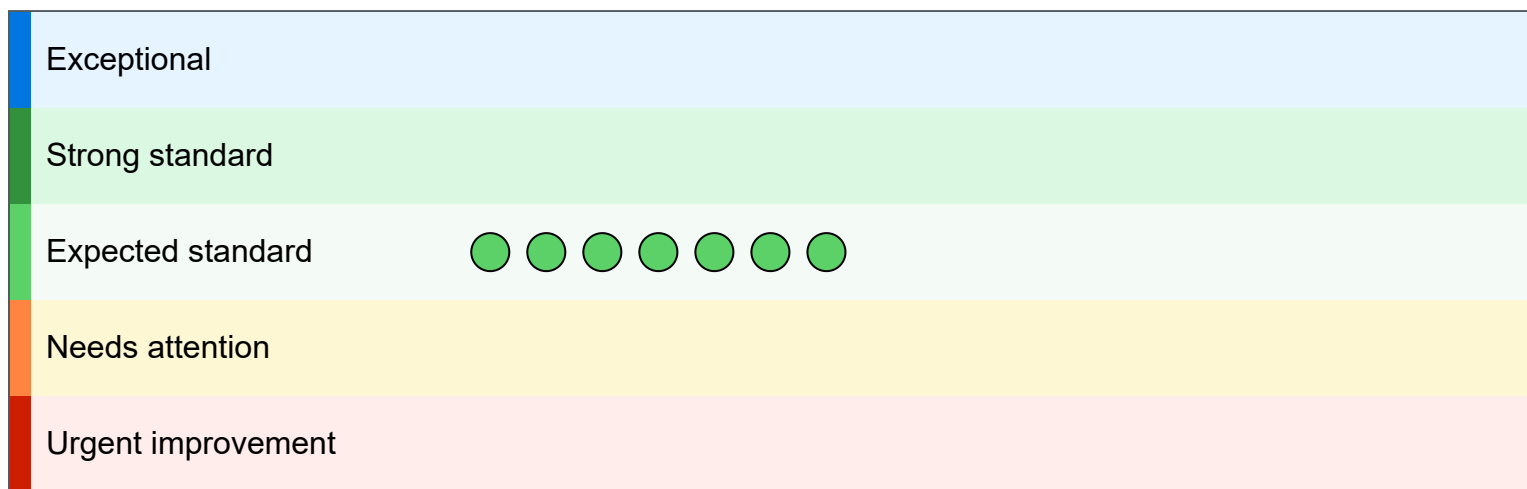 Exceptional
Strong standard
Expected standard
Needs attention
Urgent improvement